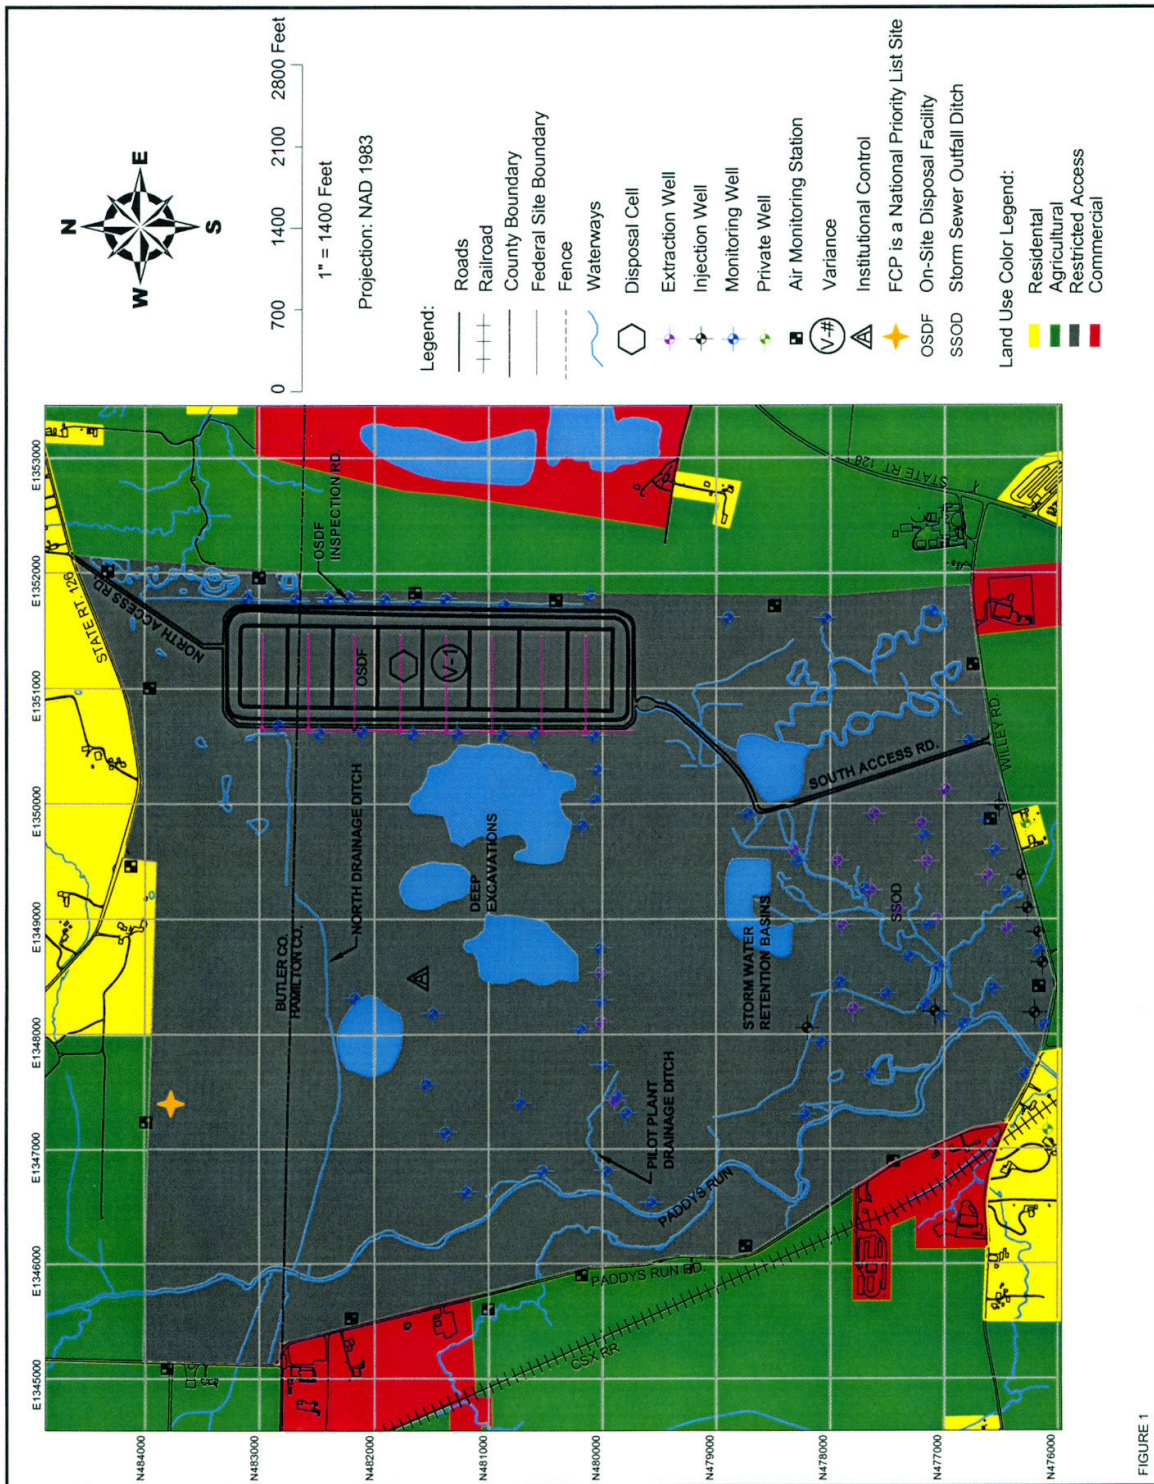 N
W
E
S
0
700
1400
2100
2800 Feet
1" = 1400 Feet
Projection: NAD 1983
Legend:
Roads
Railroad
County Boundary
Federal Site Boundary
Fence
Waterways
Disposal Cell
Extraction Well
Injection Well
Monitoring Well
Private Well
Air Monitoring Station
V-# Variance
A Institutional Control
FCP is a National Priority List Site
OSDF On-Site Disposal Facility
SSOD Storm Sewer Outfall Ditch
Land Use Color Legend:
Residential
Agricultural
Restricted Access
Commercial
E1345000
E1346000
E1347000
E1348000
E1349000
E1350000
E1351000
E1352000
E1353000
N484000
N483000
N482000
N481000
N480000
N479000
N478000
N477000
N476000
STATE RT. 126
NORTH ACCESS RD.
OSDF
INSPECTION RD.
OSDF
V-1
BUTLER CO.
HAMILTON CO.
NORTH DRAINAGE DITCH
A
DEEP
EXCAVATIONS
PILOT PLANT
DRAINAGE DITCH
STORM WATER
RETENTION BASINS
SOUTH ACCESS RD.
SSOD
WILLEY RD.
STATE RT. 128
PADDYS RUN
PADDYS RUN RD.
CSX RR
FIGURE 1